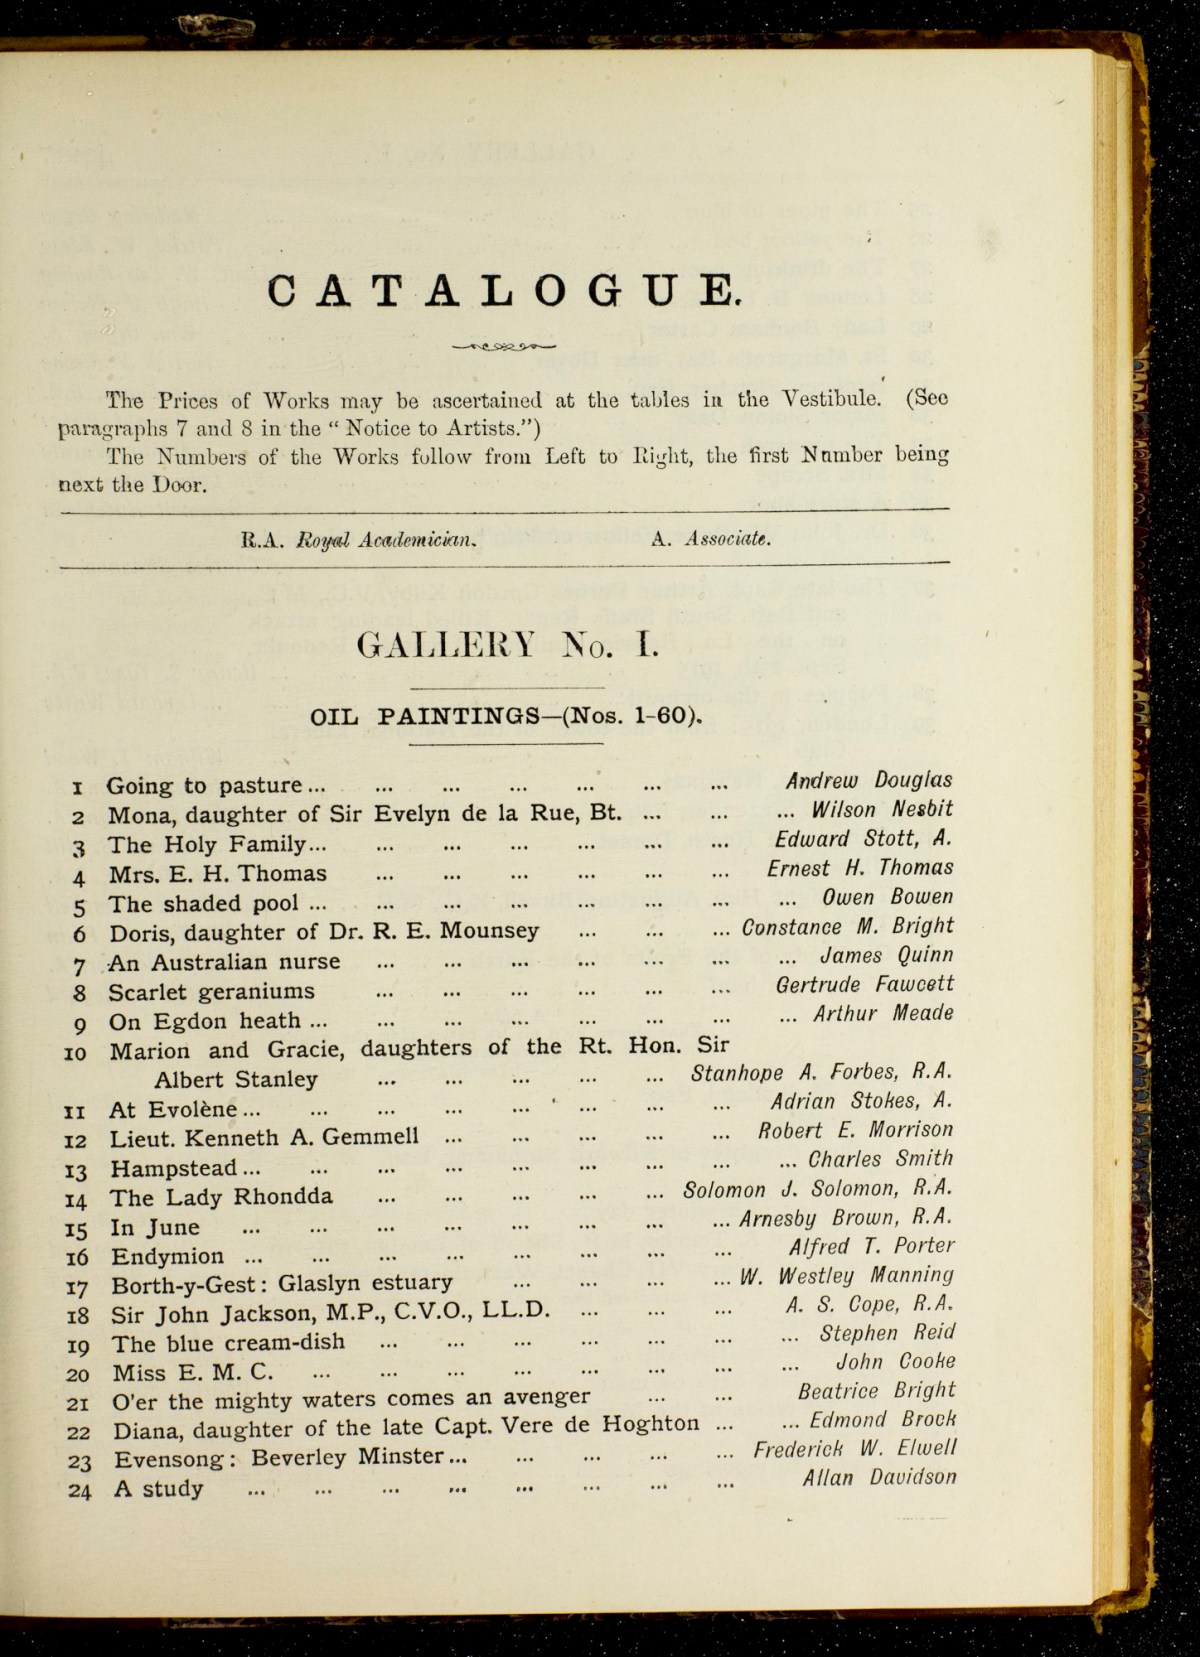 CATALOGUE.
The Prices of Works may be ascertained at the tables in the Vestibule. (See
paragraphs 7 and 8 in the “ Notice to Artists.”)
The Numbers of the Works follow from Left to Right, the first Number being
next the Door.
R.A. Royal Academician. A. Associate.
GALLERY No. I.
OIL PAINTINGS—(Nos. 1-60).
1 Going to pasture ... ... ... ... ... ... ... Andrew Douglas
2 Mona, daughter of Sir Evelyn de la Rue, Bt. ... ... ... Wilson Nesbit
3 The Holy Family... ... ... ... ... ... ... Edward Stott, A.
4 Mrs. E. H. Thomas ... ... ... ... ... ... Ernest H. Thomas
5 The shaded pool ... ... ... ... ... ... ... Owen Bowen
6 Doris, daughter of Dr. R. E. Mounsey ... ... ... Constance M. Bright
7 An Australian nurse ... ... ... ... ... ... ... James Quinn
8 Scarlet geraniums ... ... ... ... ... ... Gertrude Fawcett
9 On Egdon heath ... ... ... ... ... ... ... ... Arthur Meade
10 Marion and Gracie, daughters of the Rt. Hon. Sir
Albert Stanley ... ... ... ... ... Stanhope A. Forbes, R.A.
11 At Evolène ... ... ... ... ... ... ... ... Adrian Stokes, A.
12 Lieut. Kenneth A. Gemmell ... ... ... ... ... Robert E. Morrison
13 Hampstead ... ... ... ... ... ... ... ... ... Charles Smith
14 The Lady Rhondda ... ... ... ... ... Solomon J. Solomon, R.A.
15 In June ... ... ... ... ... ... ... ... Arnesby Brown, R.A.
16 Endymion ... ... ... ... ... ... ... ... Alfred T. Porter
17 Borth-y-Gest: Glaslyn estuary ... ... ... ... W. Westley Manning
18 Sir John Jackson, M.P., C.V.O., LL.D. ... ... ... A. S. Cope, R.A.
19 The blue cream-dish ... ... ... ... ... ... ... Stephen Reid
20 Miss E. M. C. ... ... ... ... ... ... ... ... John Cooke
21 O'er the mighty waters comes an avenger ... ... Beatrice Bright
22 Diana, daughter of the late Capt. Vere de Hoghton ... ... Edmond Brock
23 Evensong: Beverley Minster... ... ... ... ... Frederick W. Elwell
24 A study ... ... ... ... ... ... ... ... Allan Davidson